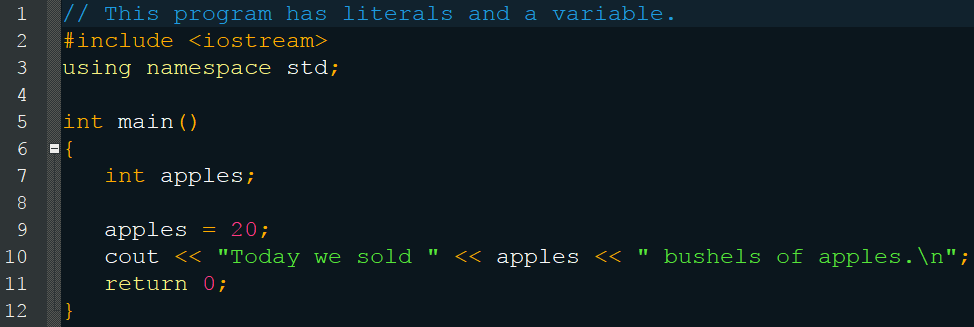 1 // This program has literals and a variable.
2 #include <iostream>
3 using namespace std;
4
5 int main()
6 {
7    int apples;
8
9    apples = 20;
10    cout << "Today we sold " << apples << " bushels of apples.\n";
11    return 0;
12 }